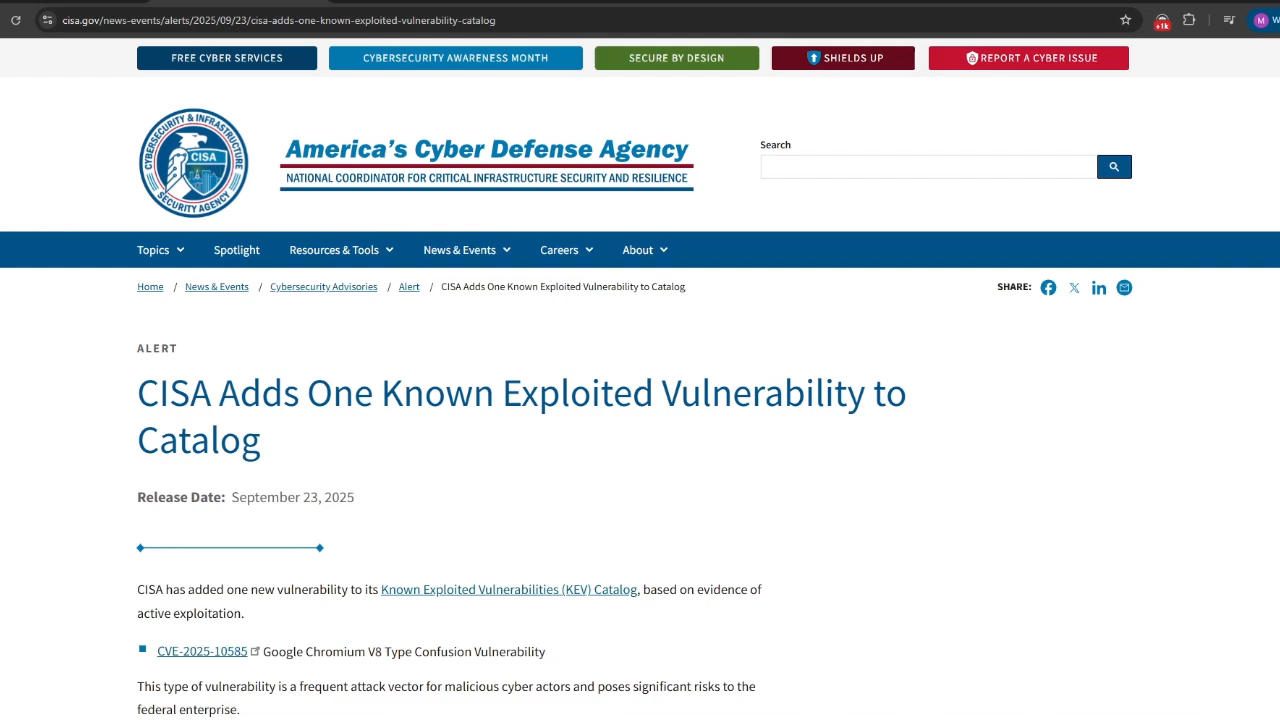 cisa.gov/news-events/alerts/2025/09/23/cisa-adds-one-known-exploited-vulnerability-catalog
+1k
M
W
FREE CYBER SERVICES
CYBERSECURITY AWARENESS MONTH
SECURE BY DESIGN
SHIELDS UP
REPORT A CYBER ISSUE
CYBERSECURITY & INFRASTRUCTURE
CISA
SECURITY AGENCY
America's Cyber Defense Agency
NATIONAL COORDINATOR FOR CRITICAL INFRASTRUCTURE SECURITY AND RESILIENCE
Search
Topics
Spotlight
Resources & Tools
News & Events
Careers
About
Home / News & Events / Cybersecurity Advisories / Alert / CISA Adds One Known Exploited Vulnerability to Catalog
SHARE:
ALERT
CISA Adds One Known Exploited Vulnerability to
Catalog
Release Date: September 23, 2025
CISA has added one new vulnerability to its Known Exploited Vulnerabilities (KEV) Catalog, based on evidence of
active exploitation.
CVE-2025-10585 Google Chromium V8 Type Confusion Vulnerability
This type of vulnerability is a frequent attack vector for malicious cyber actors and poses significant risks to the
federal enterprise.